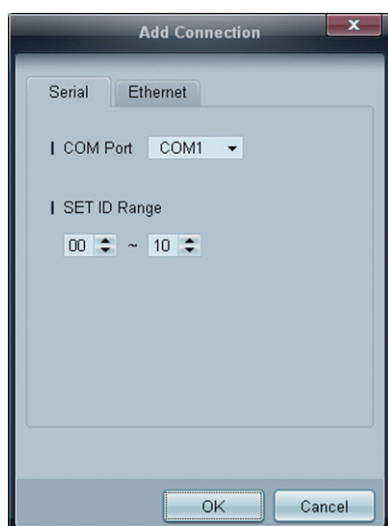 Add Connection
x
Serial Ethernet
COM Port COM1
SET ID Range
00 ~ 10
OK Cancel